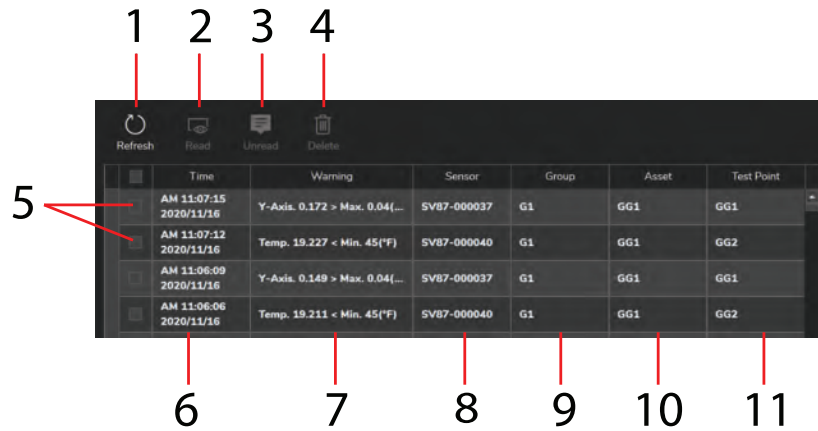 1 2 3 4
Refresh Read Unread Delete
Time Warning Sensor Group Asset Test Point
5
AM 11:07:15
2020/11/16 Y-Axis. 0.172 > Max. 0.04(... SV87-000037 G1 GG1 GG1
AM 11:07:12
2020/11/16 Temp. 19.227 < Min. 45(°F) SV87-000040 G1 GG1 GG2
AM 11:06:09
2020/11/16 Y-Axis. 0.149 > Max. 0.04(... SV87-000037 G1 GG1 GG1
AM 11:06:06
2020/11/16 Temp. 19.211 < Min. 45(°F) SV87-000040 G1 GG1 GG2
6 7 8 9 10 11